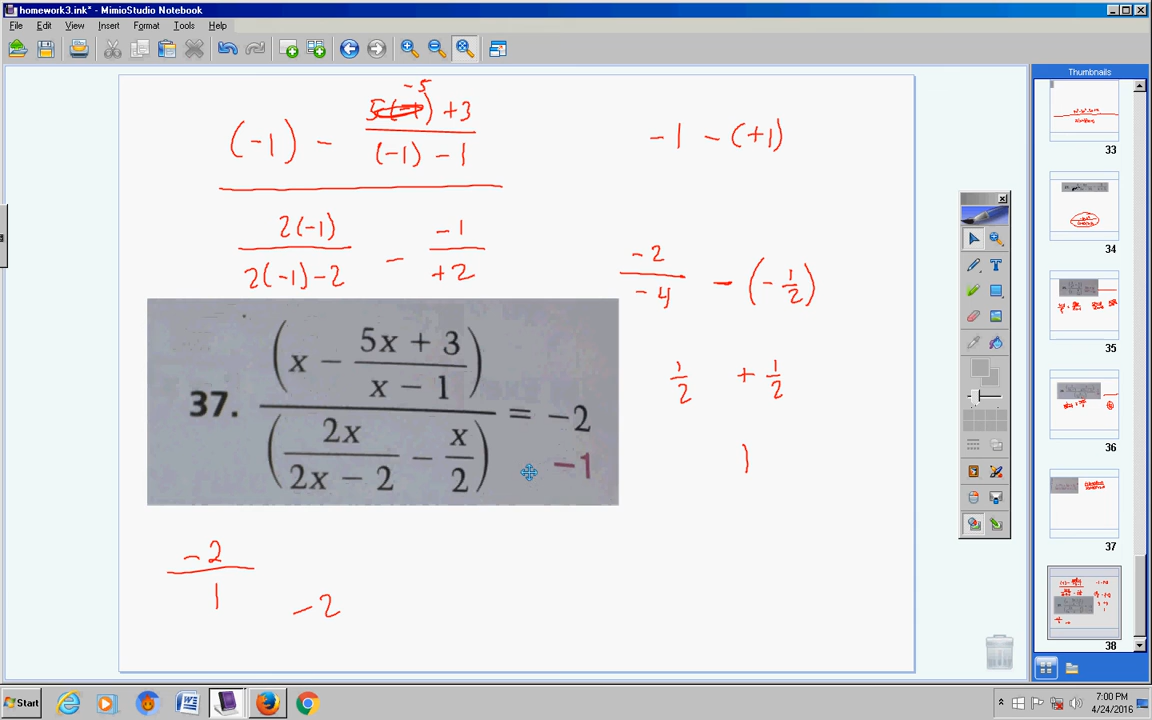 homework3.ink* - MimioStudio Notebook
File Edit View Insert Format Tools Help
Thumbnails
-5
5(-1) + 3
(-1) -
(-1) - 1
2(-1)
2(-1) - 2
-
-1
+2
-1 - (+1)
-2
-4
- (-1/2)
1/2 + 1/2
1
37.
(x - (5x + 3)/(x - 1))
= -2
(2x/(2x - 2) - x/2)
-1
-2
1
-2
33
34
35
36
37
38
Start
7:00 PM
4/24/2016